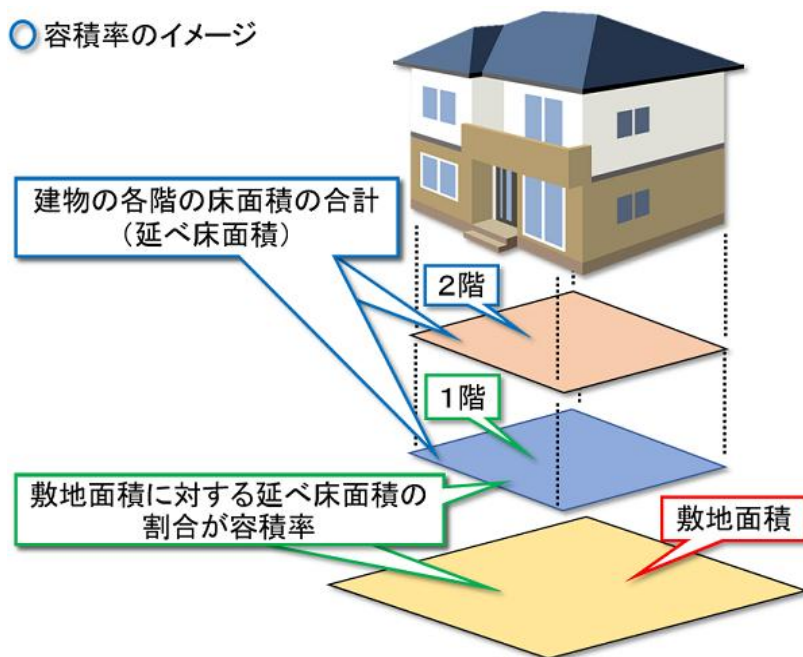 容積率のイメージ
建物の各階の床面積の合計
（延べ床面積）
２階
１階
敷地面積に対する延べ床面積の
割合が容積率
敷地面積